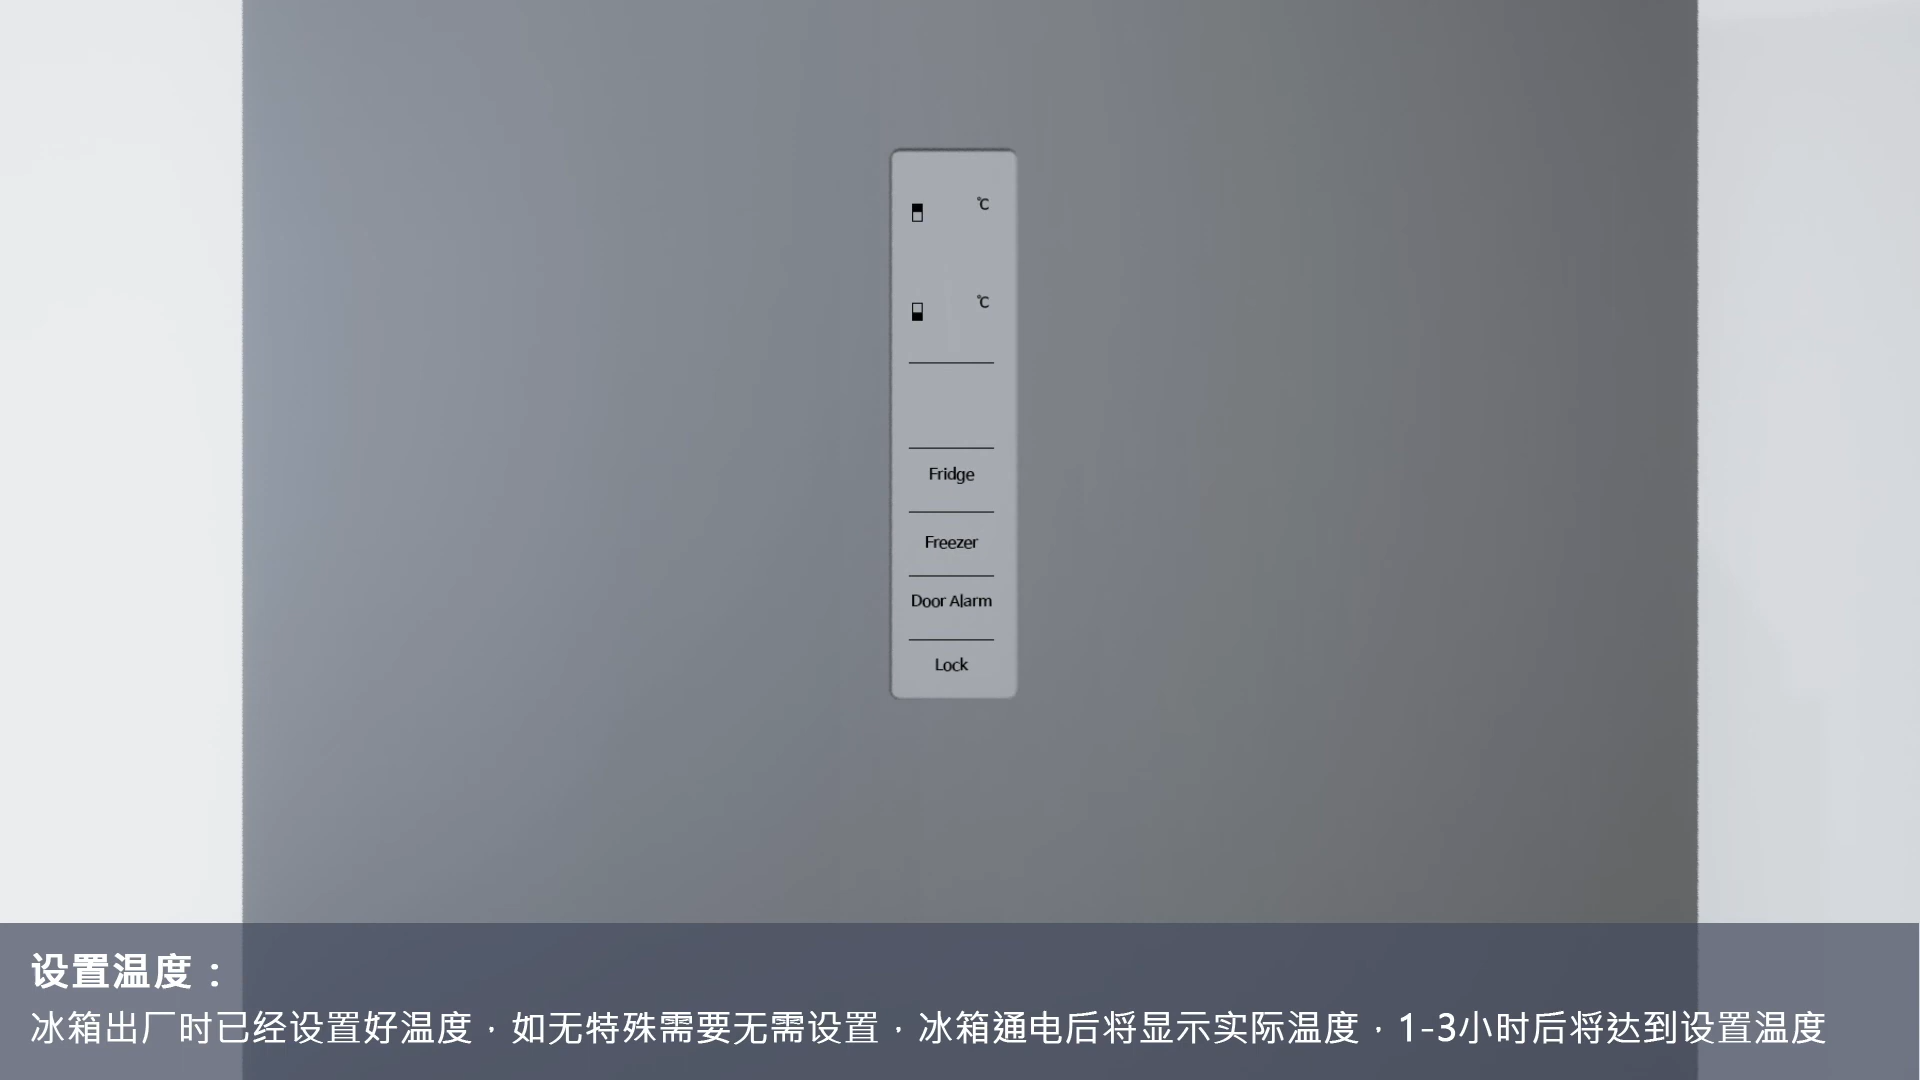 ℃
℃
Fridge
Freezer
Door Alarm
Lock
设置温度：
冰箱出厂时已经设置好温度，如无特殊需要无需设置，冰箱通电后将显示实际温度，1-3小时后将达到设置温度